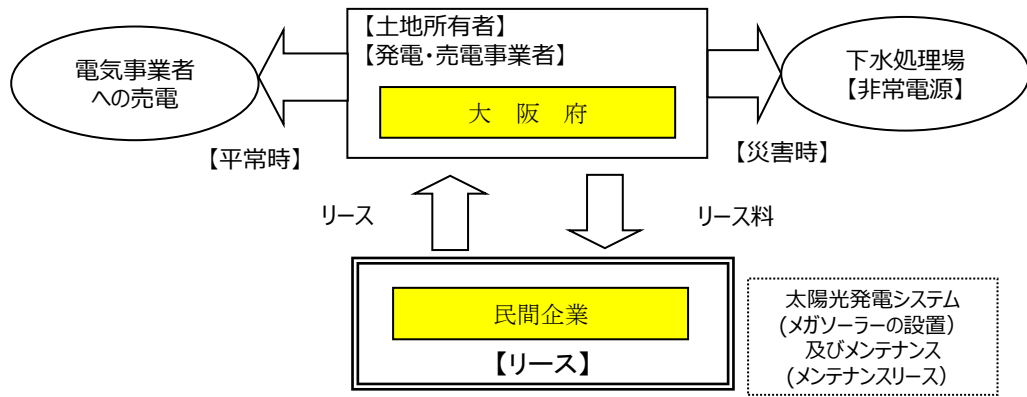 【土地所有者】
【発電・売電事業者】
大 阪 府
電気事業者
への売電
下水処理場
【非常電源】
【平常時】
【災害時】
リース
リース料
民間企業
【リース】
太陽光発電システム
(メガソーラーの設置)
及びメンテナンス
(メンテナンスリース)